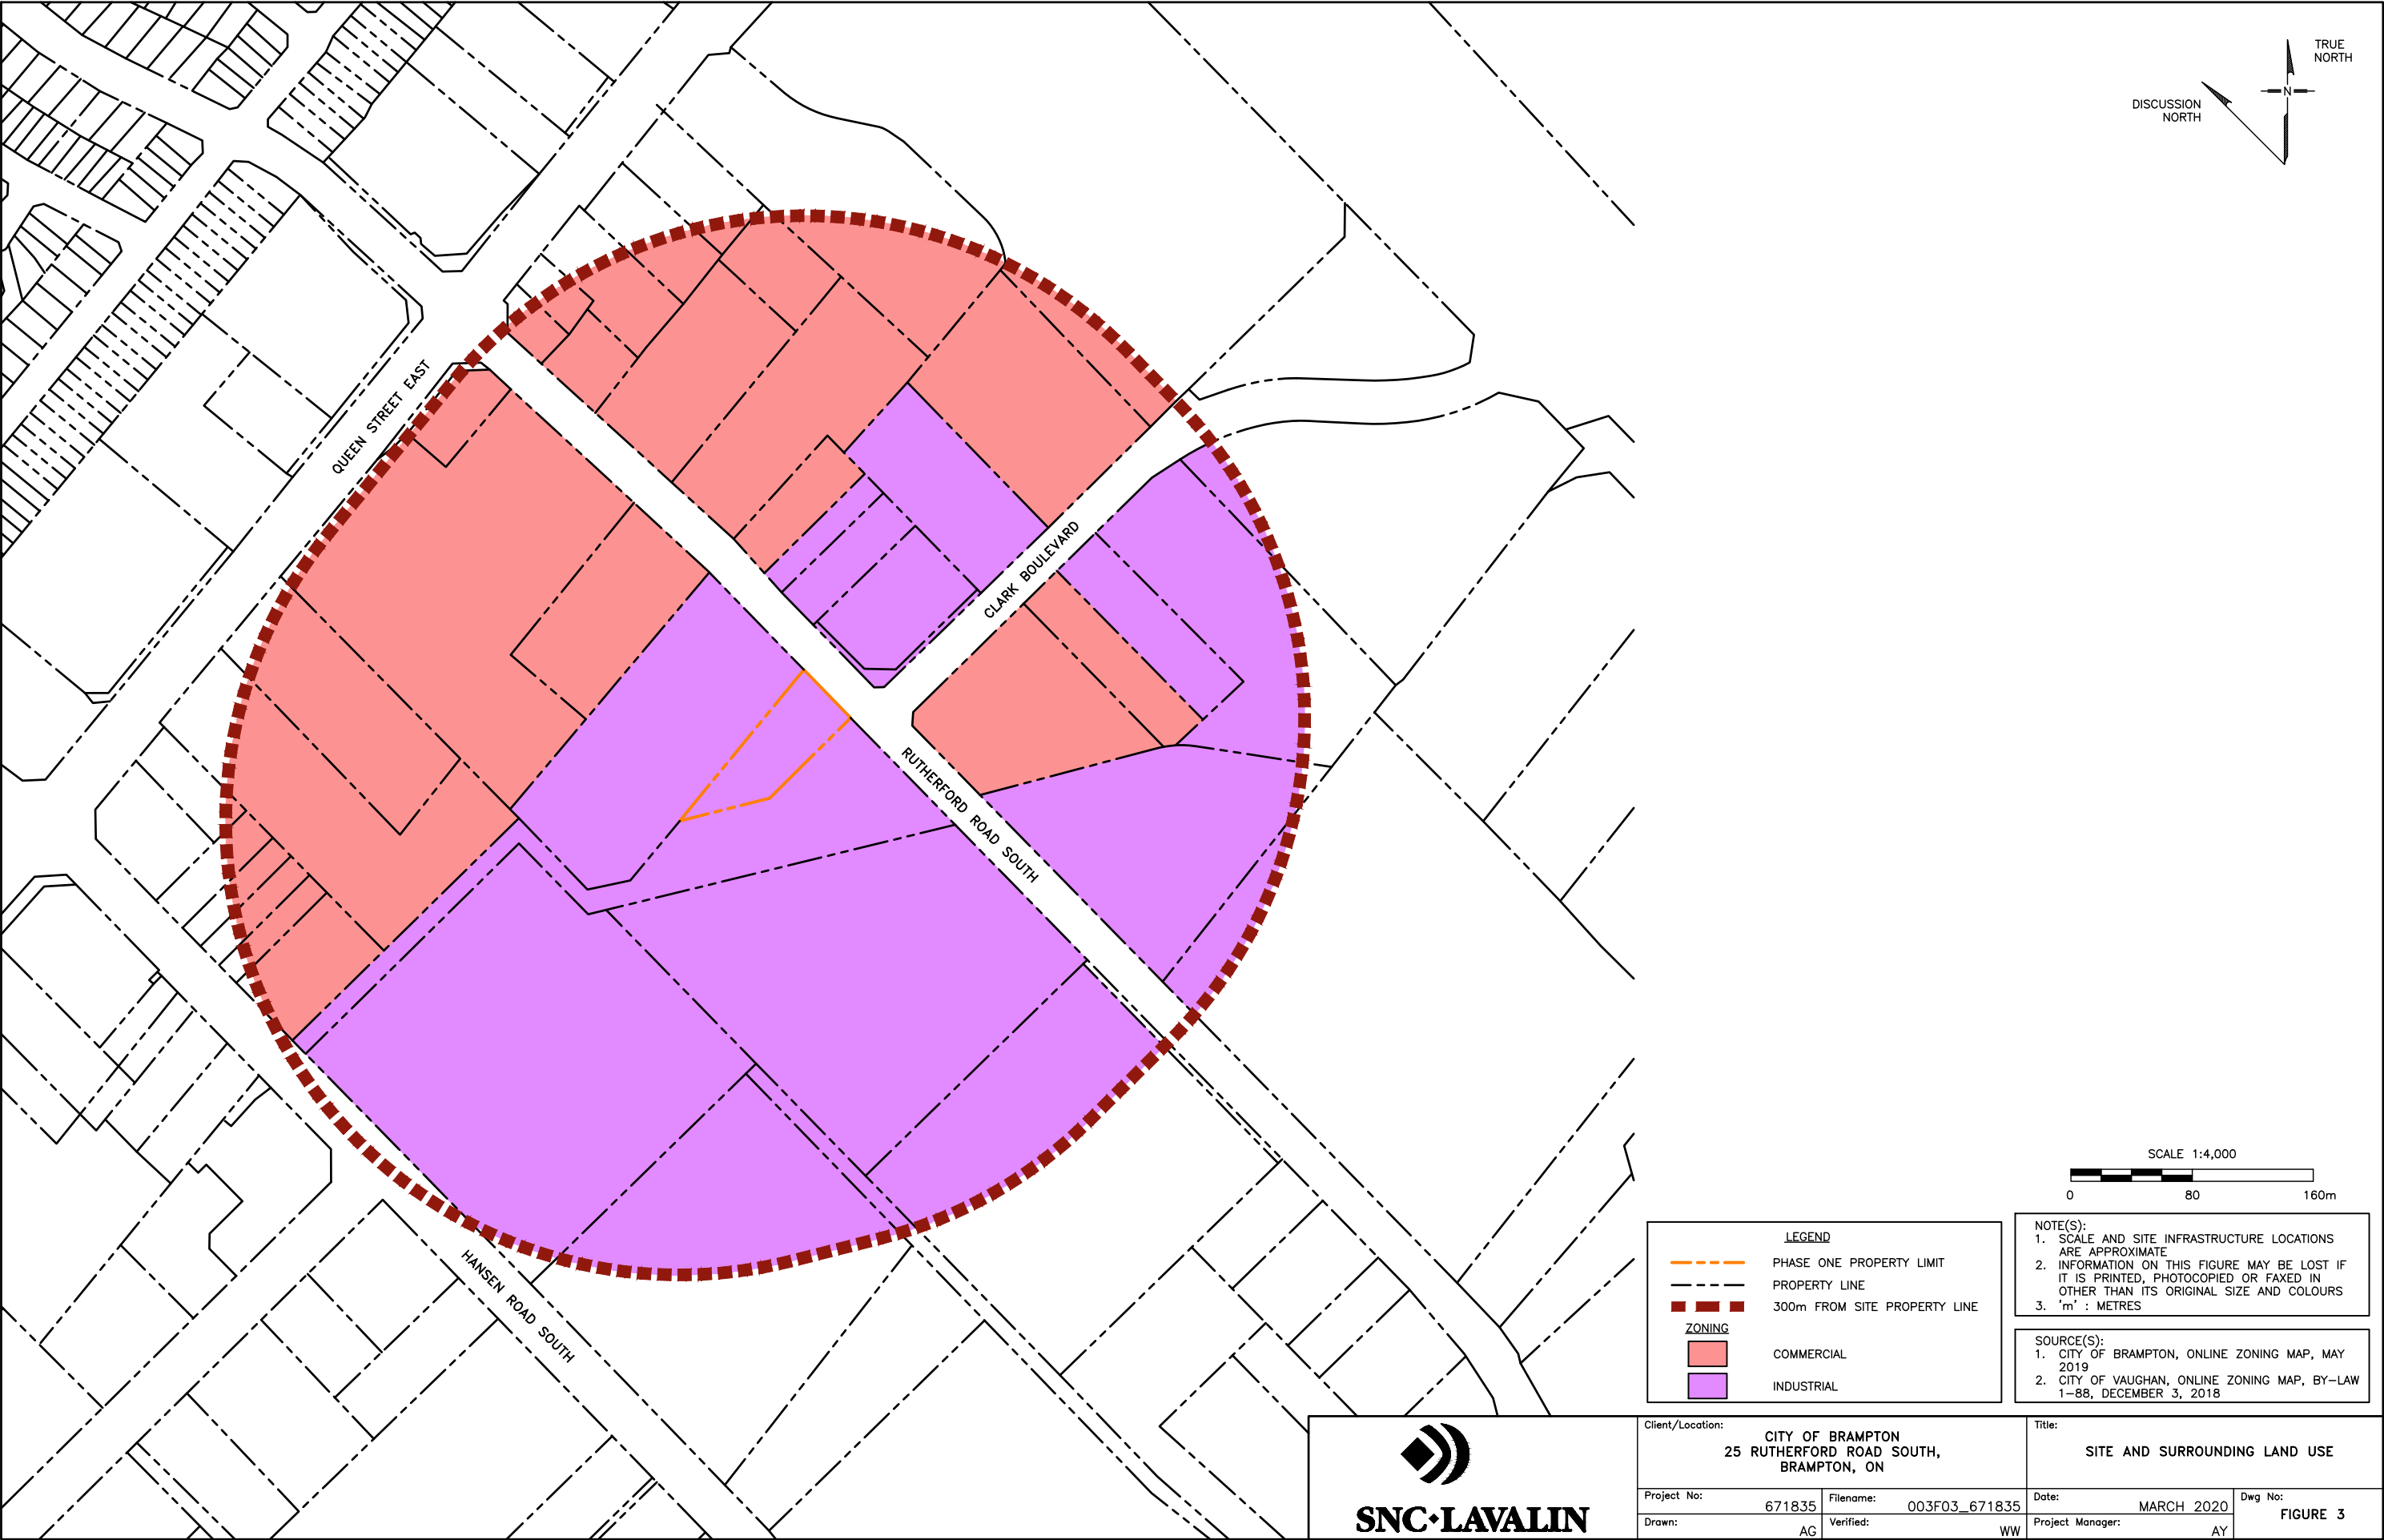 TRUE
NORTH
N
DISCUSSION
NORTH
QUEEN STREET EAST
CLARK BOULEVARD
RUTHERFORD ROAD SOUTH
HANSEN ROAD SOUTH
SCALE 1:4,000
0 80 160m
LEGEND
PHASE ONE PROPERTY LIMIT
PROPERTY LINE
300m FROM SITE PROPERTY LINE
ZONING
COMMERCIAL
INDUSTRIAL
NOTE(S):
1. SCALE AND SITE INFRASTRUCTURE LOCATIONS
ARE APPROXIMATE
2. INFORMATION ON THIS FIGURE MAY BE LOST IF
IT IS PRINTED, PHOTOCOPIED OR FAXED IN
OTHER THAN ITS ORIGINAL SIZE AND COLOURS
3. 'm' : METRES
SOURCE(S):
1. CITY OF BRAMPTON, ONLINE ZONING MAP, MAY
2019
2. CITY OF VAUGHAN, ONLINE ZONING MAP, BY-LAW
1-88, DECEMBER 3, 2018
SNC•LAVALIN
Client/Location:
CITY OF BRAMPTON
25 RUTHERFORD ROAD SOUTH,
BRAMPTON, ON
Title:
SITE AND SURROUNDING LAND USE
Project No: 671835
Filename: 003F03_671835
Date: MARCH 2020
Dwg No: FIGURE 3
Drawn: AG
Verified: WW
Project Manager: AY